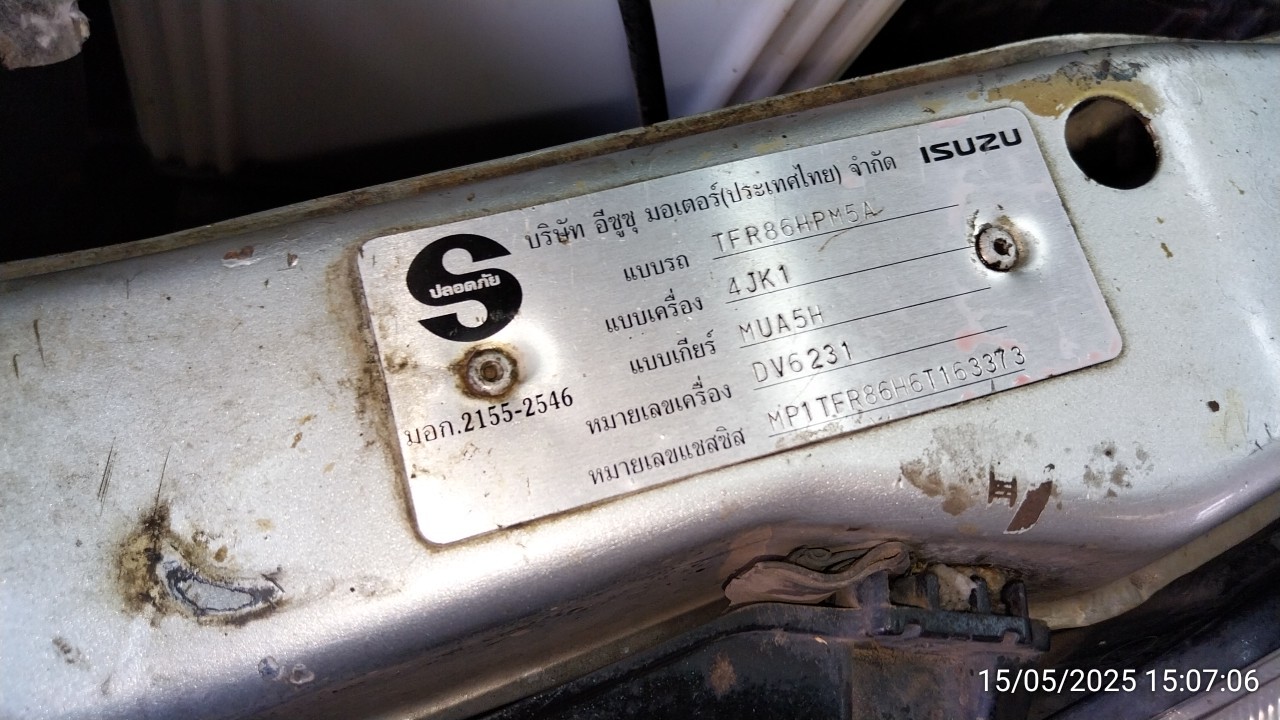 บริษัท อีซูซุ มอเตอร์(ประเทศไทย) จำกัด ISUZU
ปลอดภัย
แบบรถ TFR86HPM5A
แบบเครื่อง 4JK1
แบบเกียร์ MUA5H
หมายเลขเครื่อง DV6231
หมายเลขแชสซิส MP1TFR86H6T163373
มอก.2155-2546
15/05/2025 15:07:06